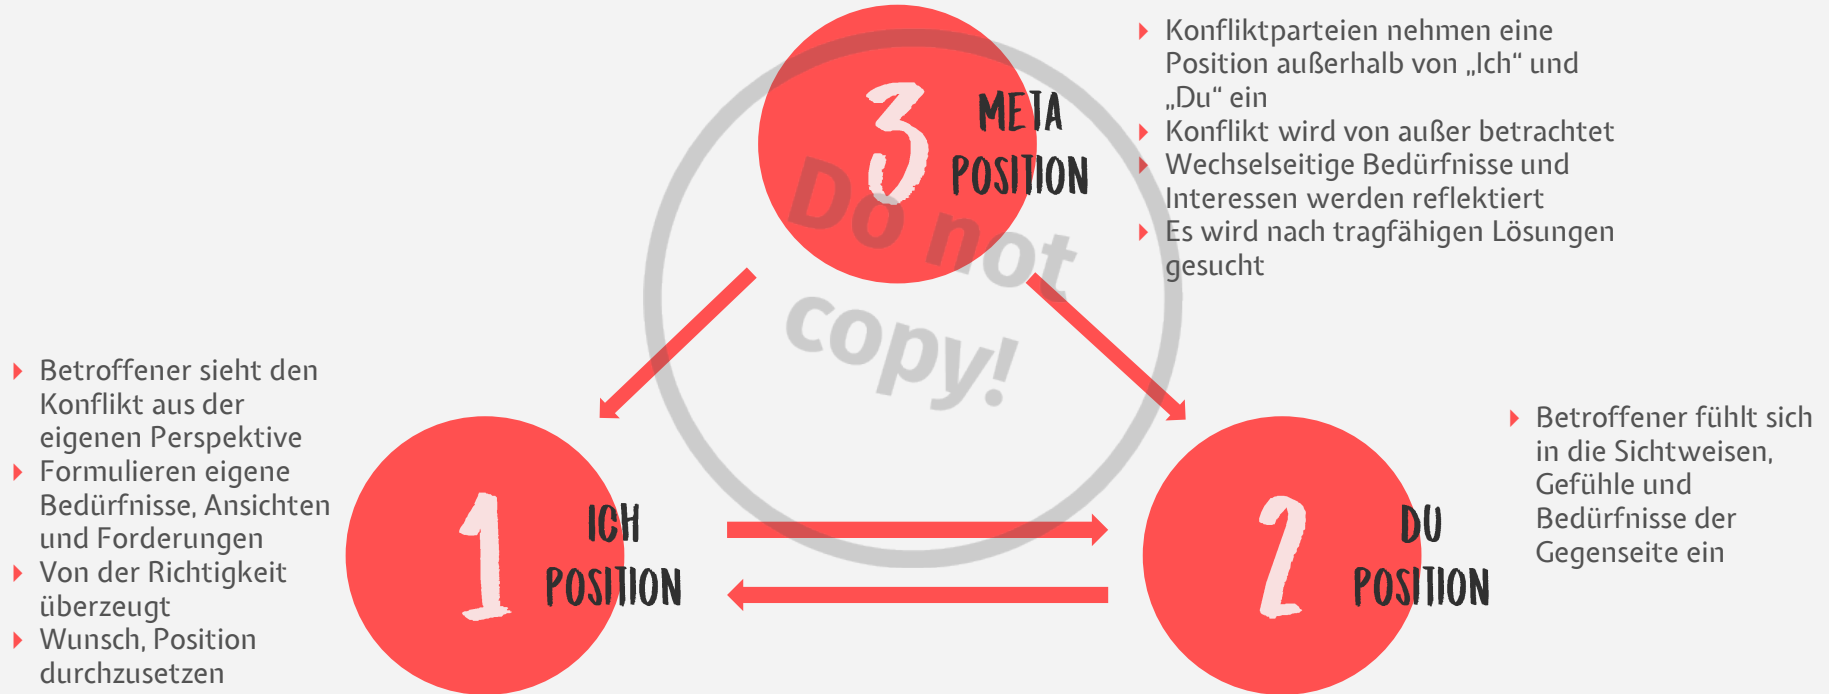 3
META
POSITION
Konfliktparteien nehmen eine
Position außerhalb von „Ich“ und
„Du“ ein
Konflikt wird von außer betrachtet
Wechselseitige Bedürfnisse und
Interessen werden reflektiert
Es wird nach tragfähigen Lösungen
gesucht
Do not
copy!
Betroffener sieht den
Konflikt aus der
eigenen Perspektive
Formulieren eigene
Bedürfnisse, Ansichten
und Forderungen
Von der Richtigkeit
überzeugt
Wunsch, Position
durchzusetzen
1
ICH
POSITION
2
DU
POSITION
Betroffener fühlt sich
in die Sichtweisen,
Gefühle und
Bedürfnisse der
Gegenseite ein